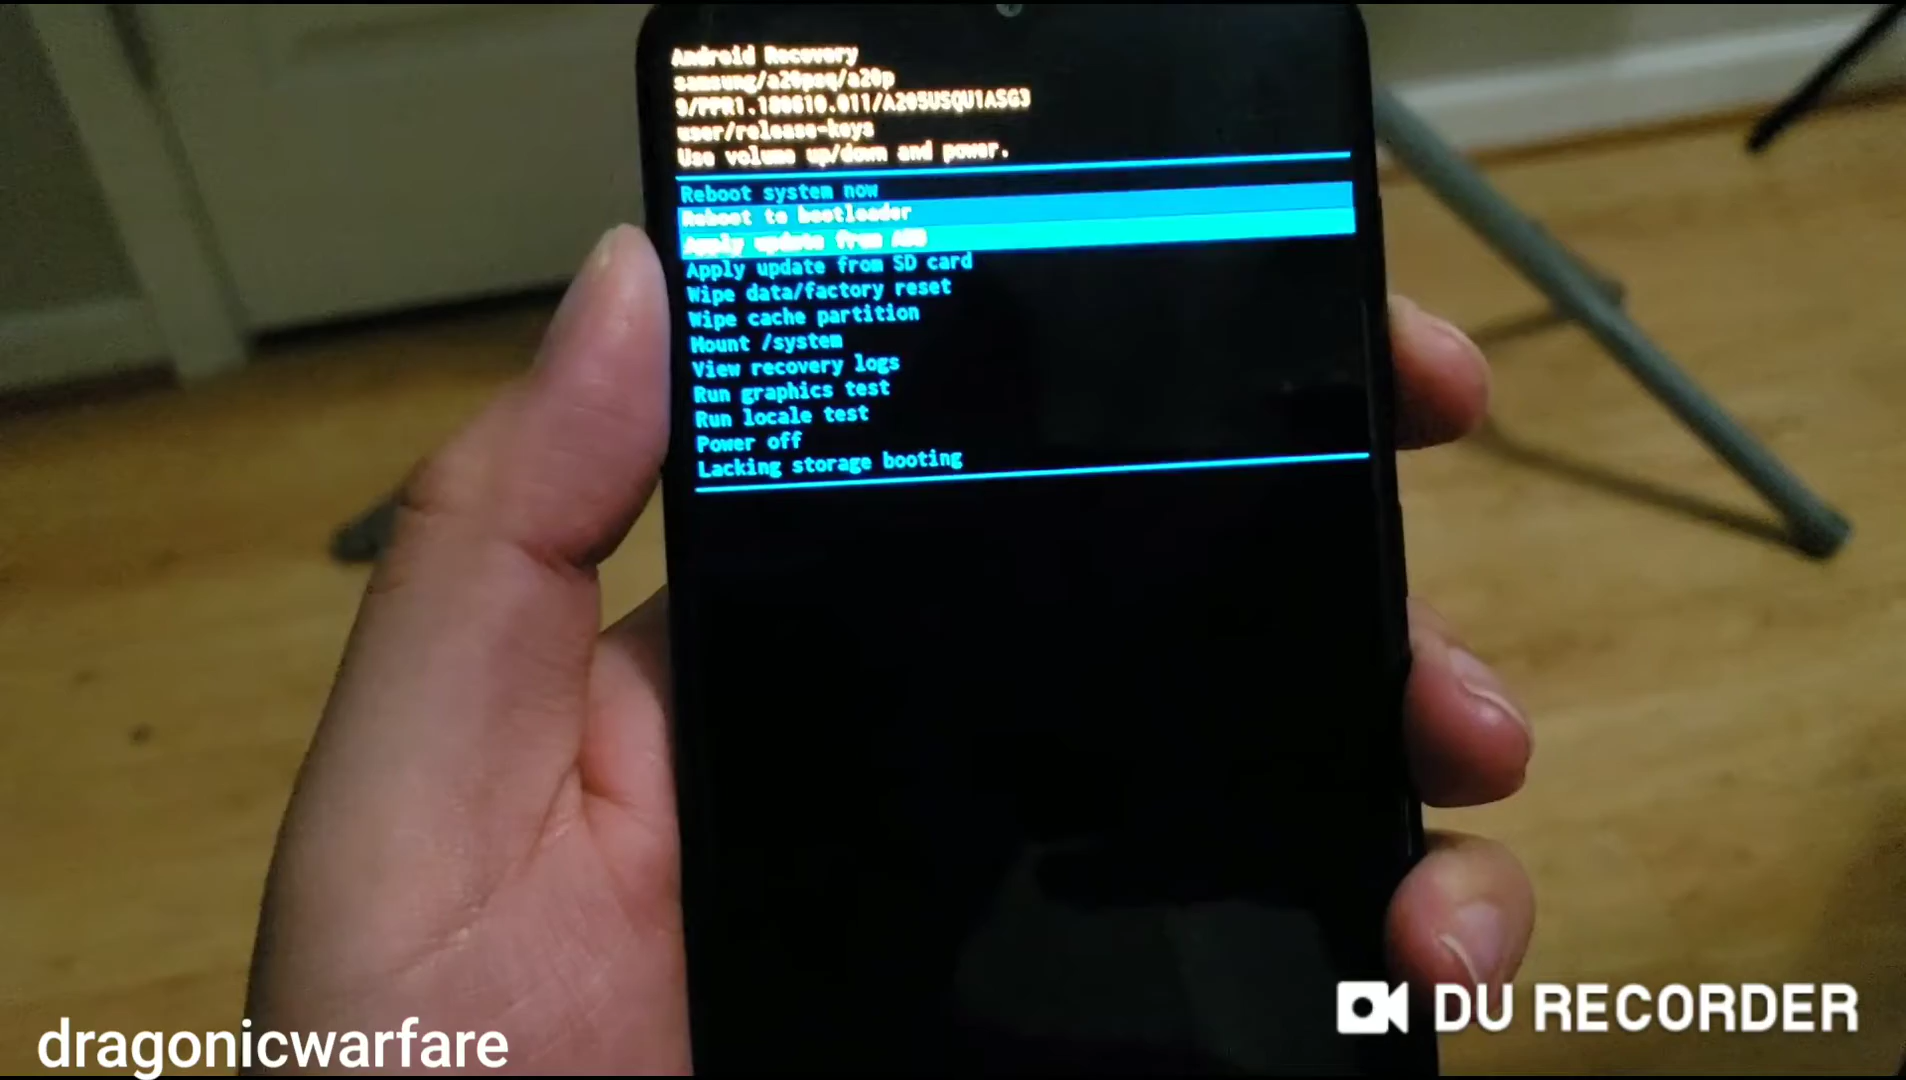 Android Recovery
samsung/a20psq/a20p
9/PPR1.180610.011/A205USQU1ASG3
user/release-keys
Use volume up/down and power.
Reboot system now
Reboot to bootloader
Apply update from ADB
Apply update from SD card
Wipe data/factory reset
Wipe cache partition
Mount /system
View recovery logs
Run graphics test
Run locale test
Power off
Lacking storage booting
DU RECORDER
dragonicwarfare